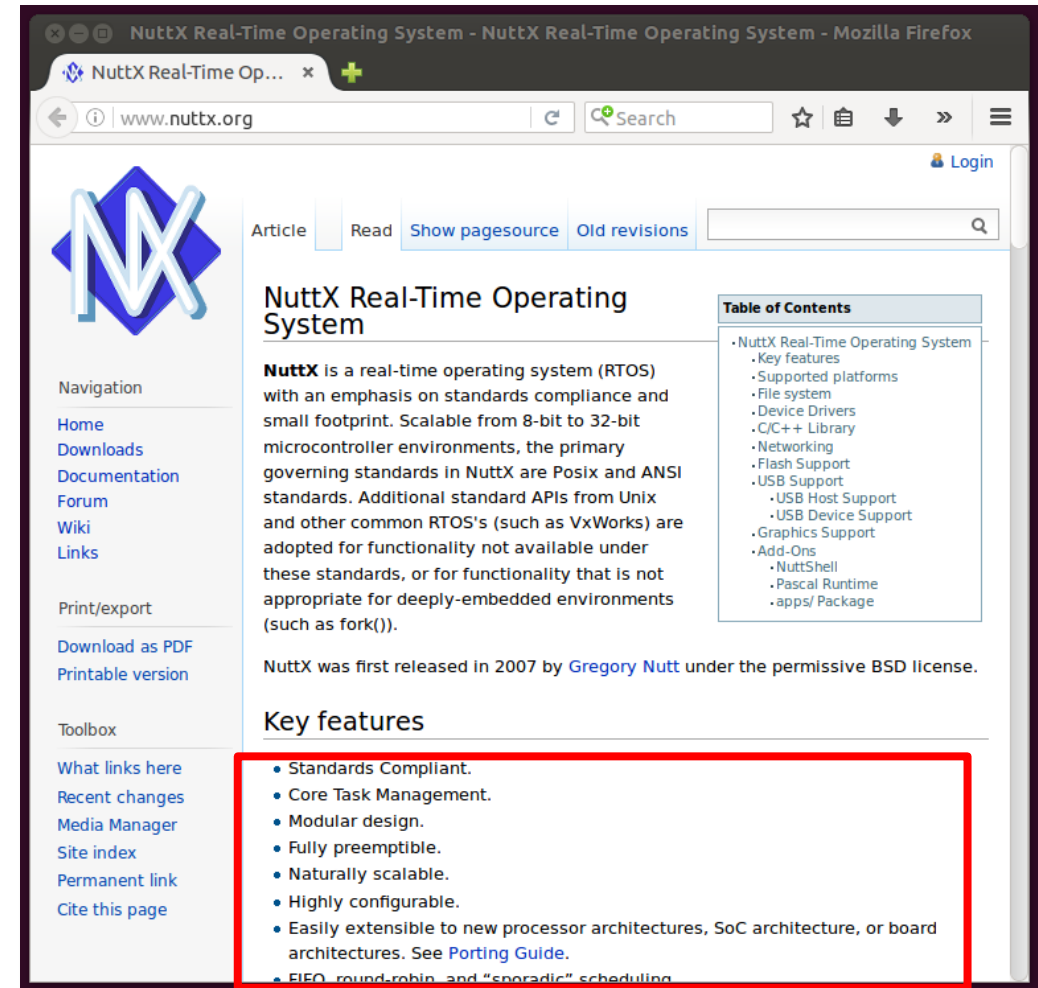 NuttX Real-Time Operating System - NuttX Real-Time Operating System - Mozilla Firefox
NuttX Real-Time Op...
www.nuttx.org
Search
Login
NX
Article Read Show pagesource Old revisions
NuttX Real-Time Operating
System
NuttX is a real-time operating system (RTOS)
with an emphasis on standards compliance and
small footprint. Scalable from 8-bit to 32-bit
microcontroller environments, the primary
governing standards in NuttX are Posix and ANSI
standards. Additional standard APIs from Unix
and other common RTOS's (such as VxWorks) are
adopted for functionality not available under
these standards, or for functionality that is not
appropriate for deeply-embedded environments
(such as fork()).
Table of Contents
NuttX Real-Time Operating System
Key features
Supported platforms
File system
Device Drivers
C/C++ Library
Networking
Flash Support
USB Support
USB Host Support
USB Device Support
Graphics Support
Add-Ons
NuttShell
Pascal Runtime
apps/ Package
NuttX was first released in 2007 by Gregory Nutt under the permissive BSD license.
Key features
• Standards Compliant.
• Core Task Management.
• Modular design.
• Fully preemptible.
• Naturally scalable.
• Highly configurable.
• Easily extensible to new processor architectures, SoC architecture, or board
architectures. See Porting Guide.
• FIFO, round-robin, and “sporadic” scheduling.
Navigation
Home
Downloads
Documentation
Forum
Wiki
Links
Print/export
Download as PDF
Printable version
Toolbox
What links here
Recent changes
Media Manager
Site index
Permanent link
Cite this page